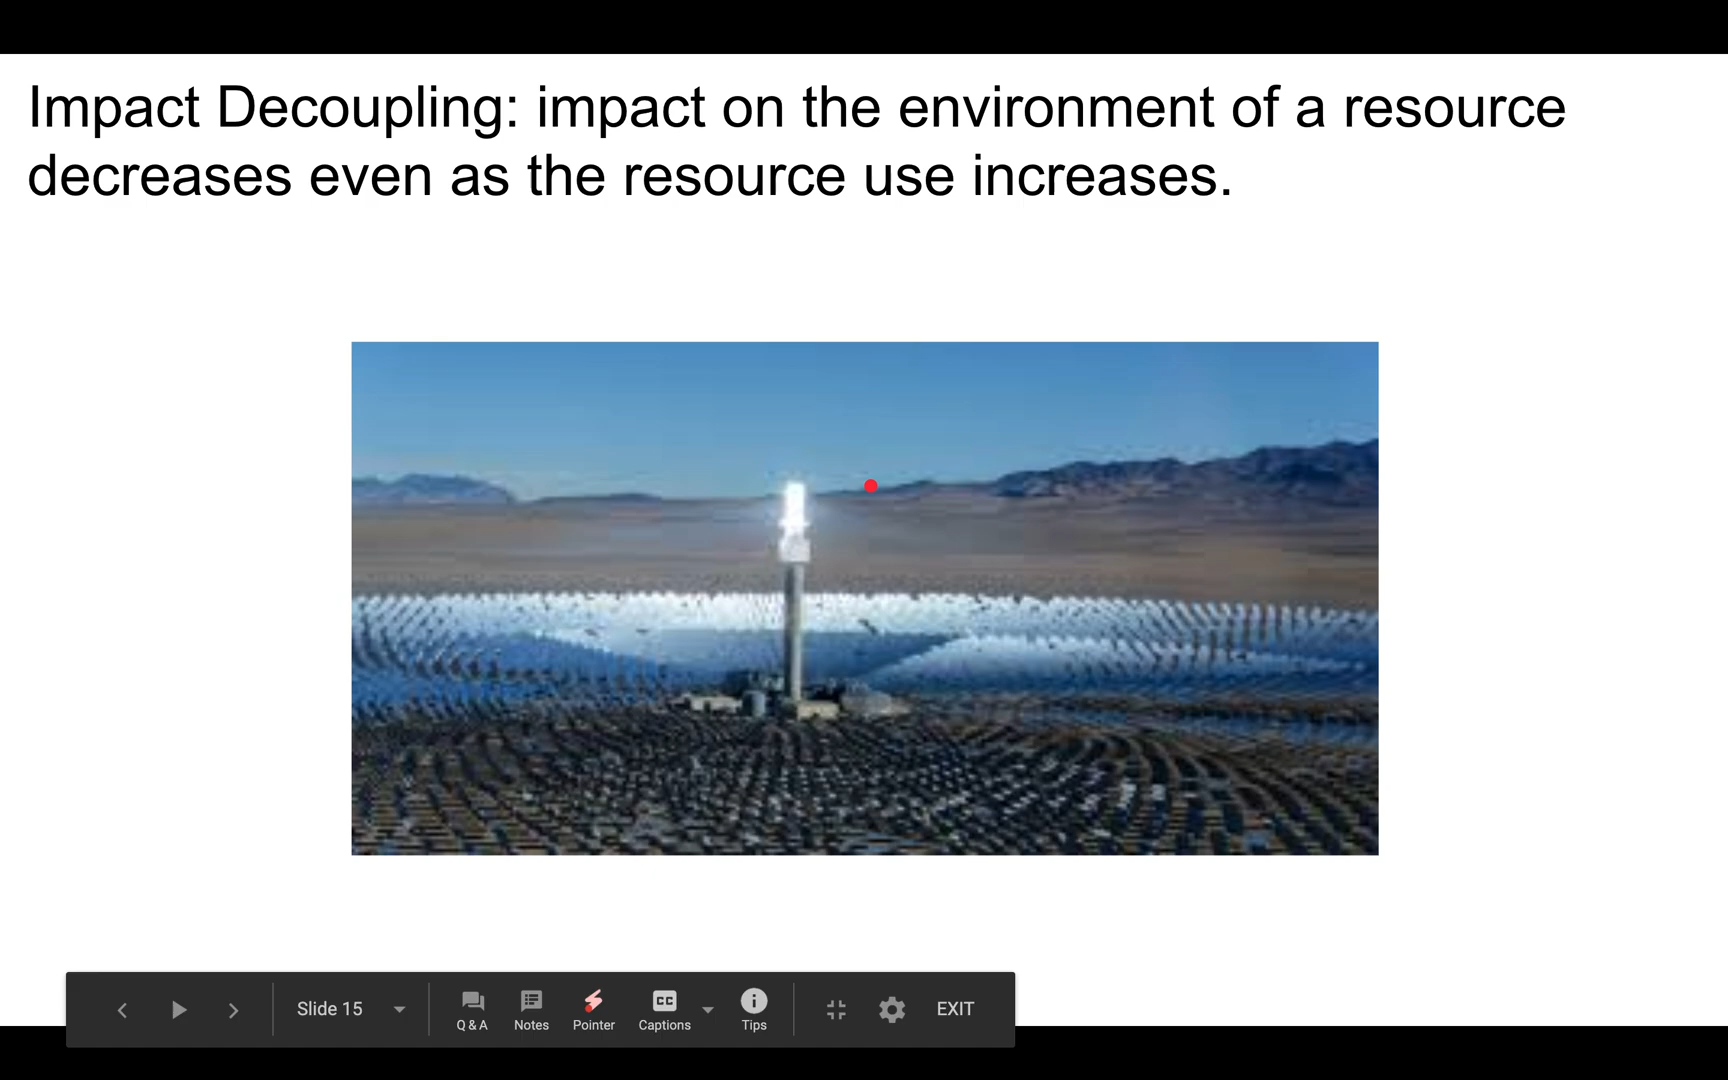 Impact Decoupling: impact on the environment of a resource
decreases even as the resource use increases.
Slide 15
Q & A
Notes
Pointer
CC
Captions
Tips
EXIT